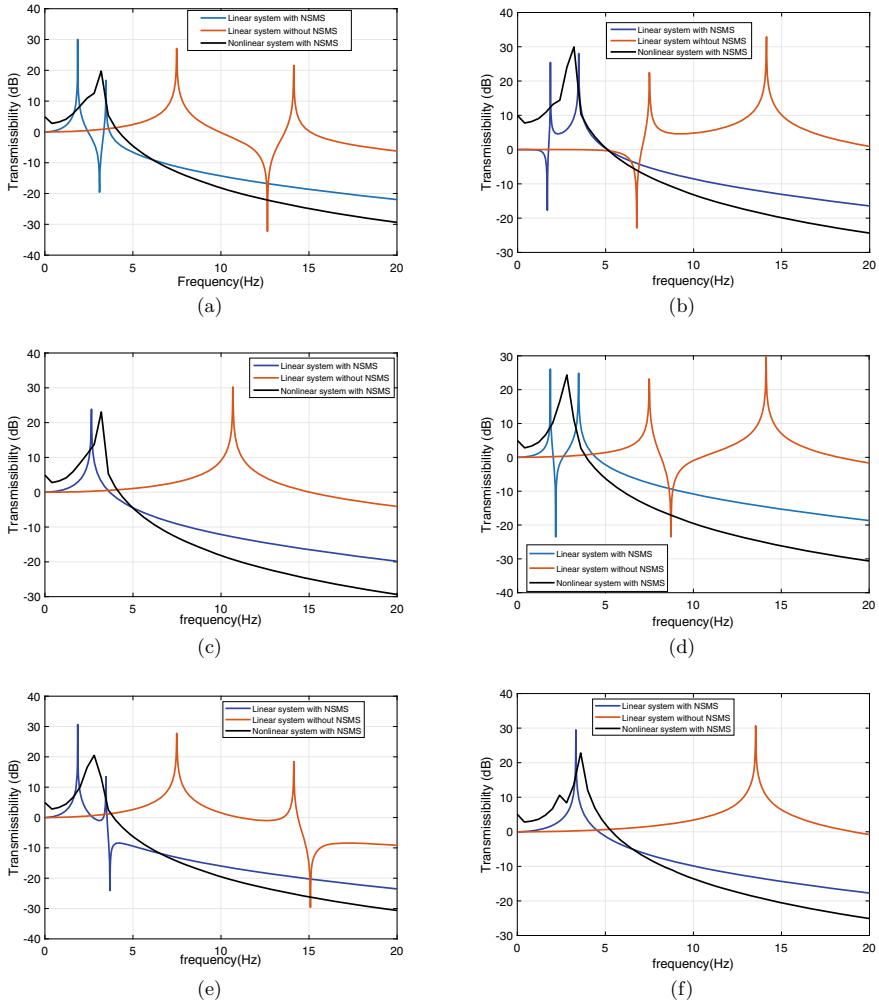 40
30
20
10
0
-10
-20
-30
-40
0
5
10
15
20
Transmissibility (dB)
Frequency(Hz)
Linear system with NSMS
Linear system without NSMS
Nonlinear system with NSMS
(a)
40
30
20
10
0
-10
-20
-30
0
5
10
15
20
Transmissibility (dB)
frequency(Hz)
Linear system with NSMS
Linear system wihtout NSMS
Nonlinear system with NSMS
(b)
40
30
20
10
0
-10
-20
-30
0
5
10
15
20
Transmissibility (dB)
frequency(Hz)
Linear system with NSMS
Linear system without NSMS
Nonlinear system with NSMS
(c)
30
20
10
0
-10
-20
-30
-40
0
5
10
15
20
Transmissibility (dB)
frequency(Hz)
Linear system with NSMS
Linear system without NSMS
Nonlinear system with NSMS
(d)
40
30
20
10
0
-10
-20
-30
-40
0
5
10
15
20
Transmissibility (dB)
frequency(Hz)
Linear system with NSMS
Linear system without NSMS
Nonlinear system with NSMS
(e)
40
30
20
10
0
-10
-20
-30
0
5
10
15
20
Transmissibility (dB)
frequency(Hz)
Linear system with NSMS
Linear system without NSMS
Nonlinear system with NSMS
(f)